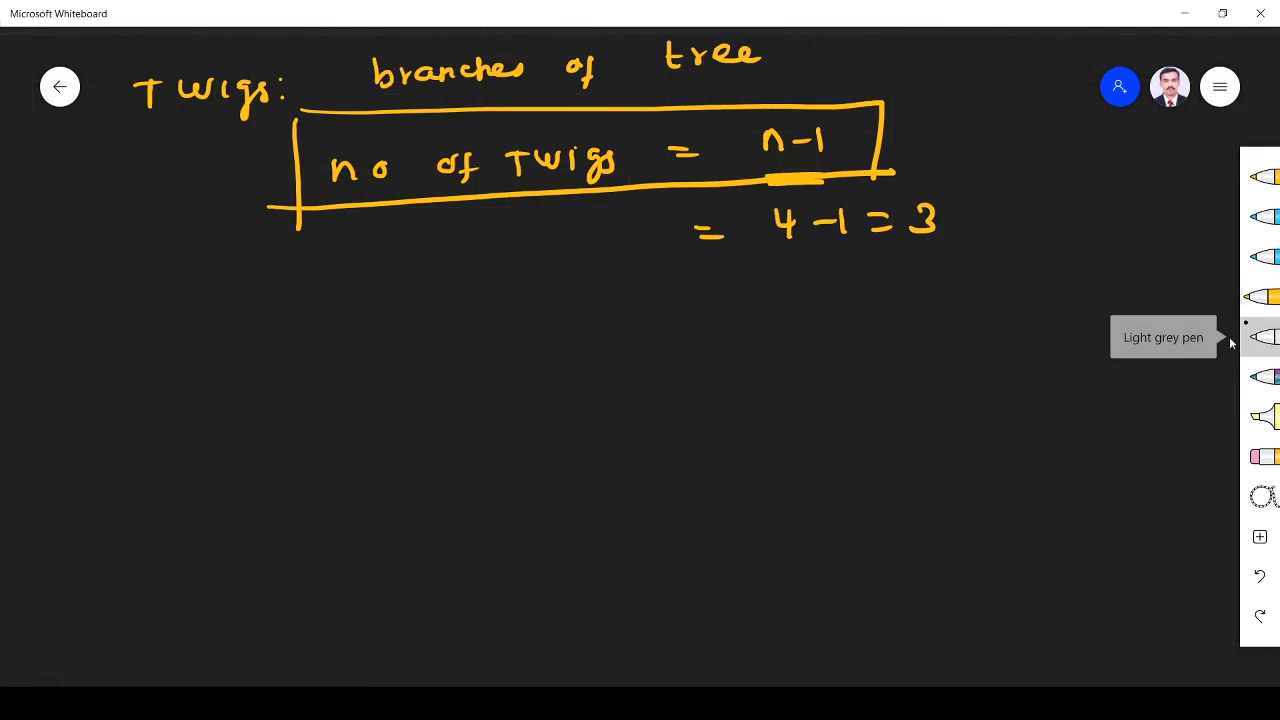 Microsoft Whiteboard
Twigs: branches of tree
no of Twigs = n-1
= 4-1=3
Light grey pen